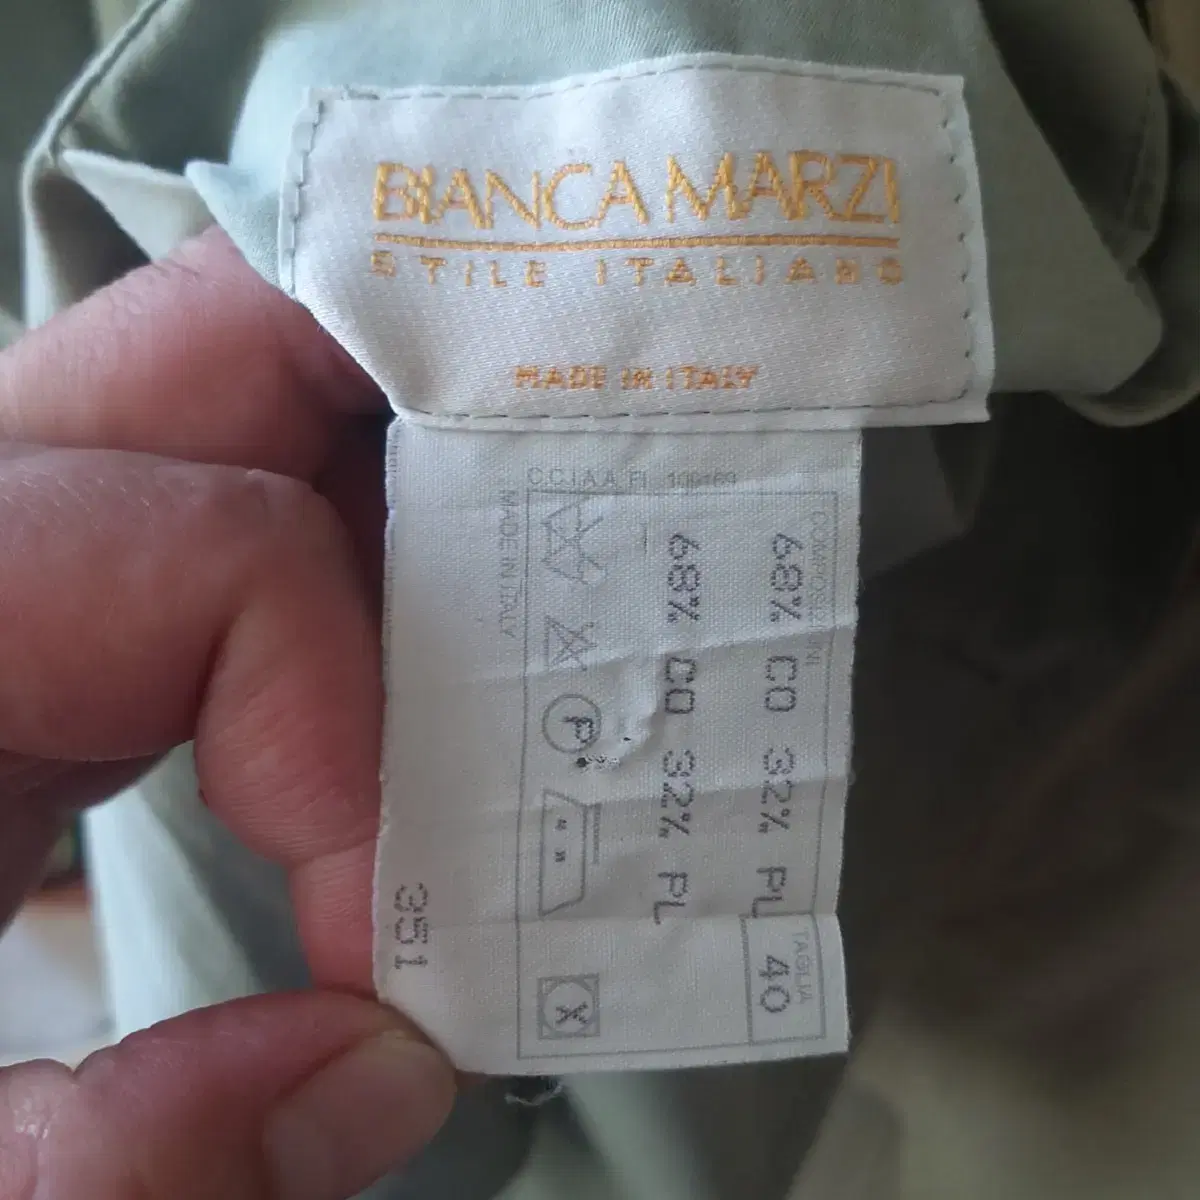 BIANCA MARZI
STILE ITALIANO
MADE IN ITALY
C.C.I.A.A. FI 109169
COMPOSIZIONI
68% CO 32% PL
68% CO 32% PL
TAGLIA
40
P
X
MADE IN ITALY
351